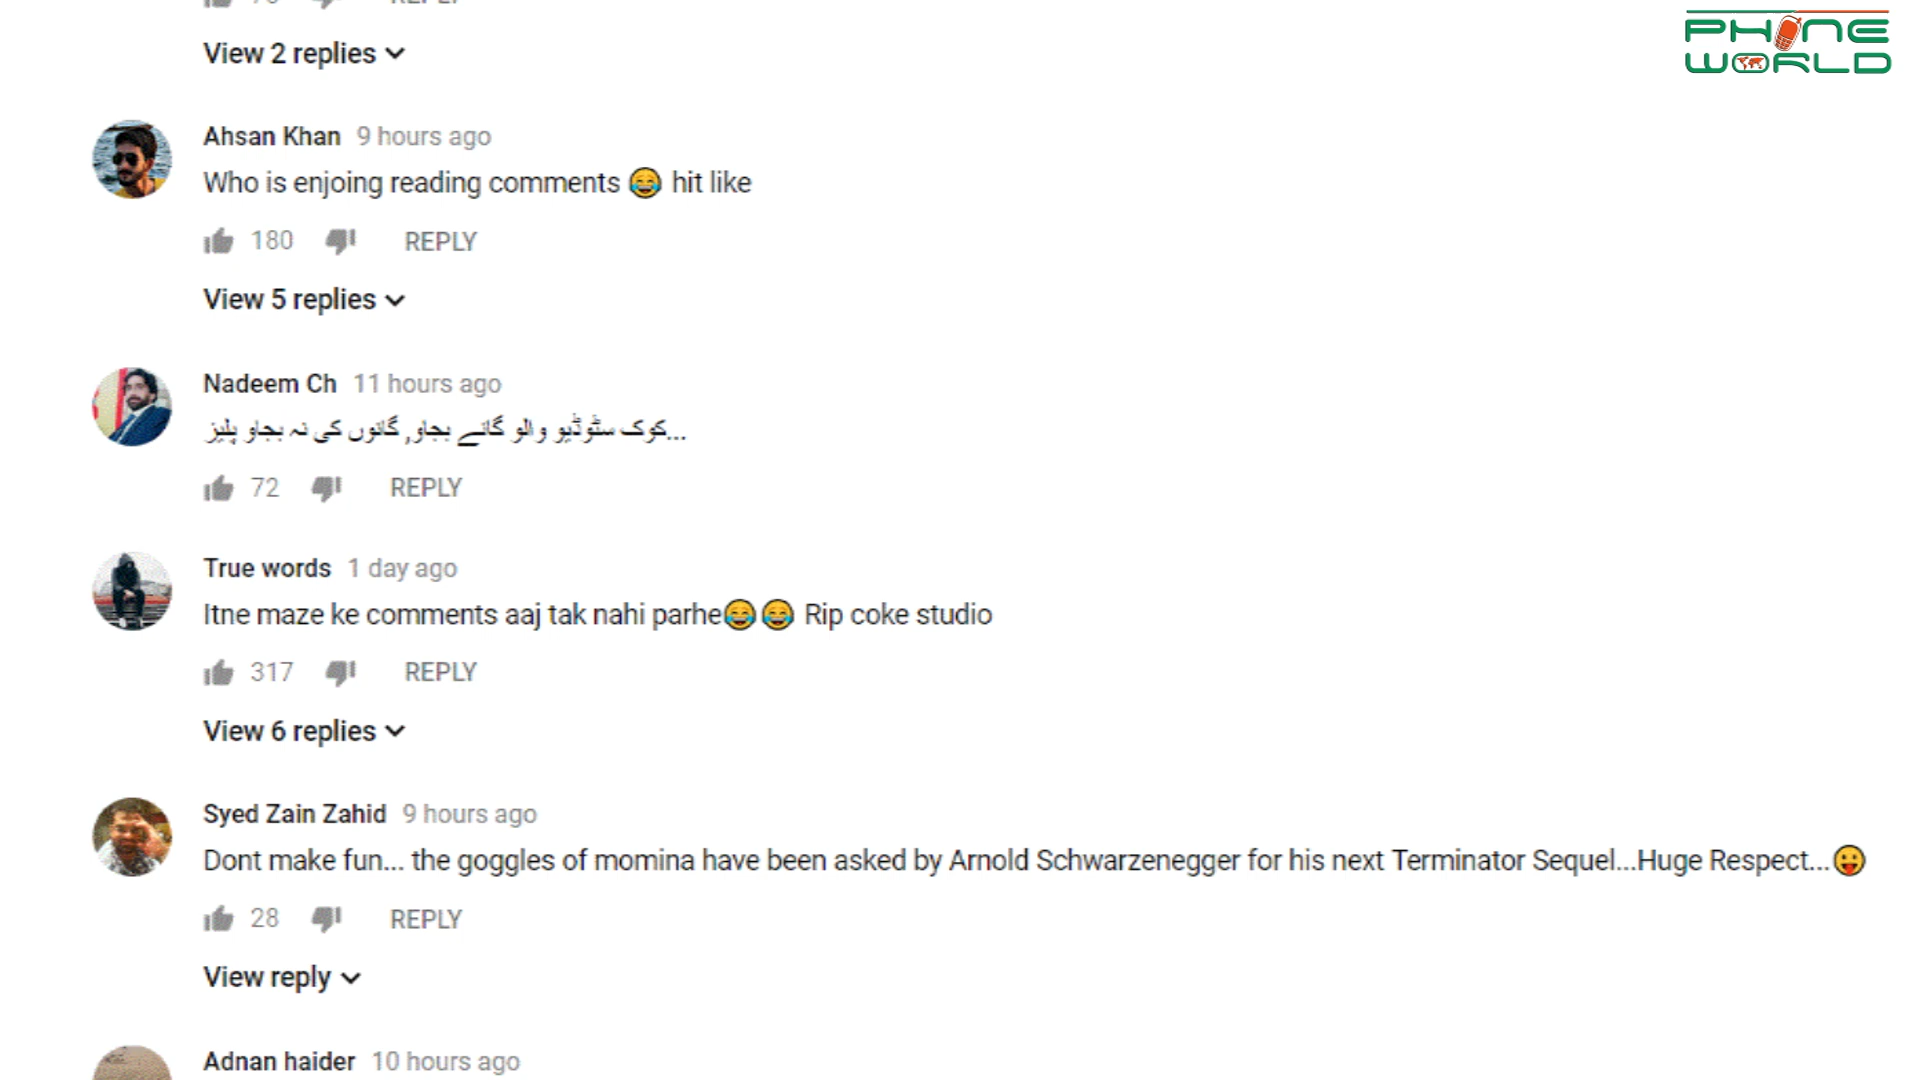 REPLY
View 2 replies
PHONE
WORLD
Ahsan Khan 9 hours ago
Who is enjoing reading comments 😂 hit like
180 REPLY
View 5 replies
Nadeem Ch 11 hours ago
کوک سٹوڈیو والو گانے بجاو, گانوں کی نہ بجاو پلیز...
72 REPLY
True words 1 day ago
Itne maze ke comments aaj tak nahi parhe😂😂 Rip coke studio
317 REPLY
View 6 replies
Syed Zain Zahid 9 hours ago
Dont make fun... the goggles of momina have been asked by Arnold Schwarzenegger for his next Terminator Sequel...Huge Respect...😛
28 REPLY
View reply
Adnan haider 10 hours ago